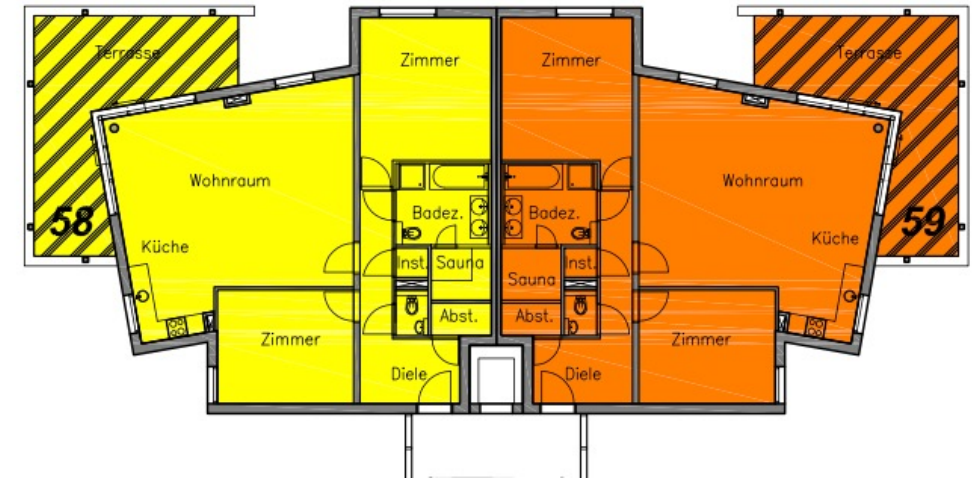 Terrasse
Zimmer
Zimmer
Terrasse
Wohnraum
Wohnraum
58
Badez.
Badez.
59
Küche
Küche
Inst.
Sauna
Sauna
Inst.
Abst.
Abst.
Zimmer
Zimmer
Diele
Diele